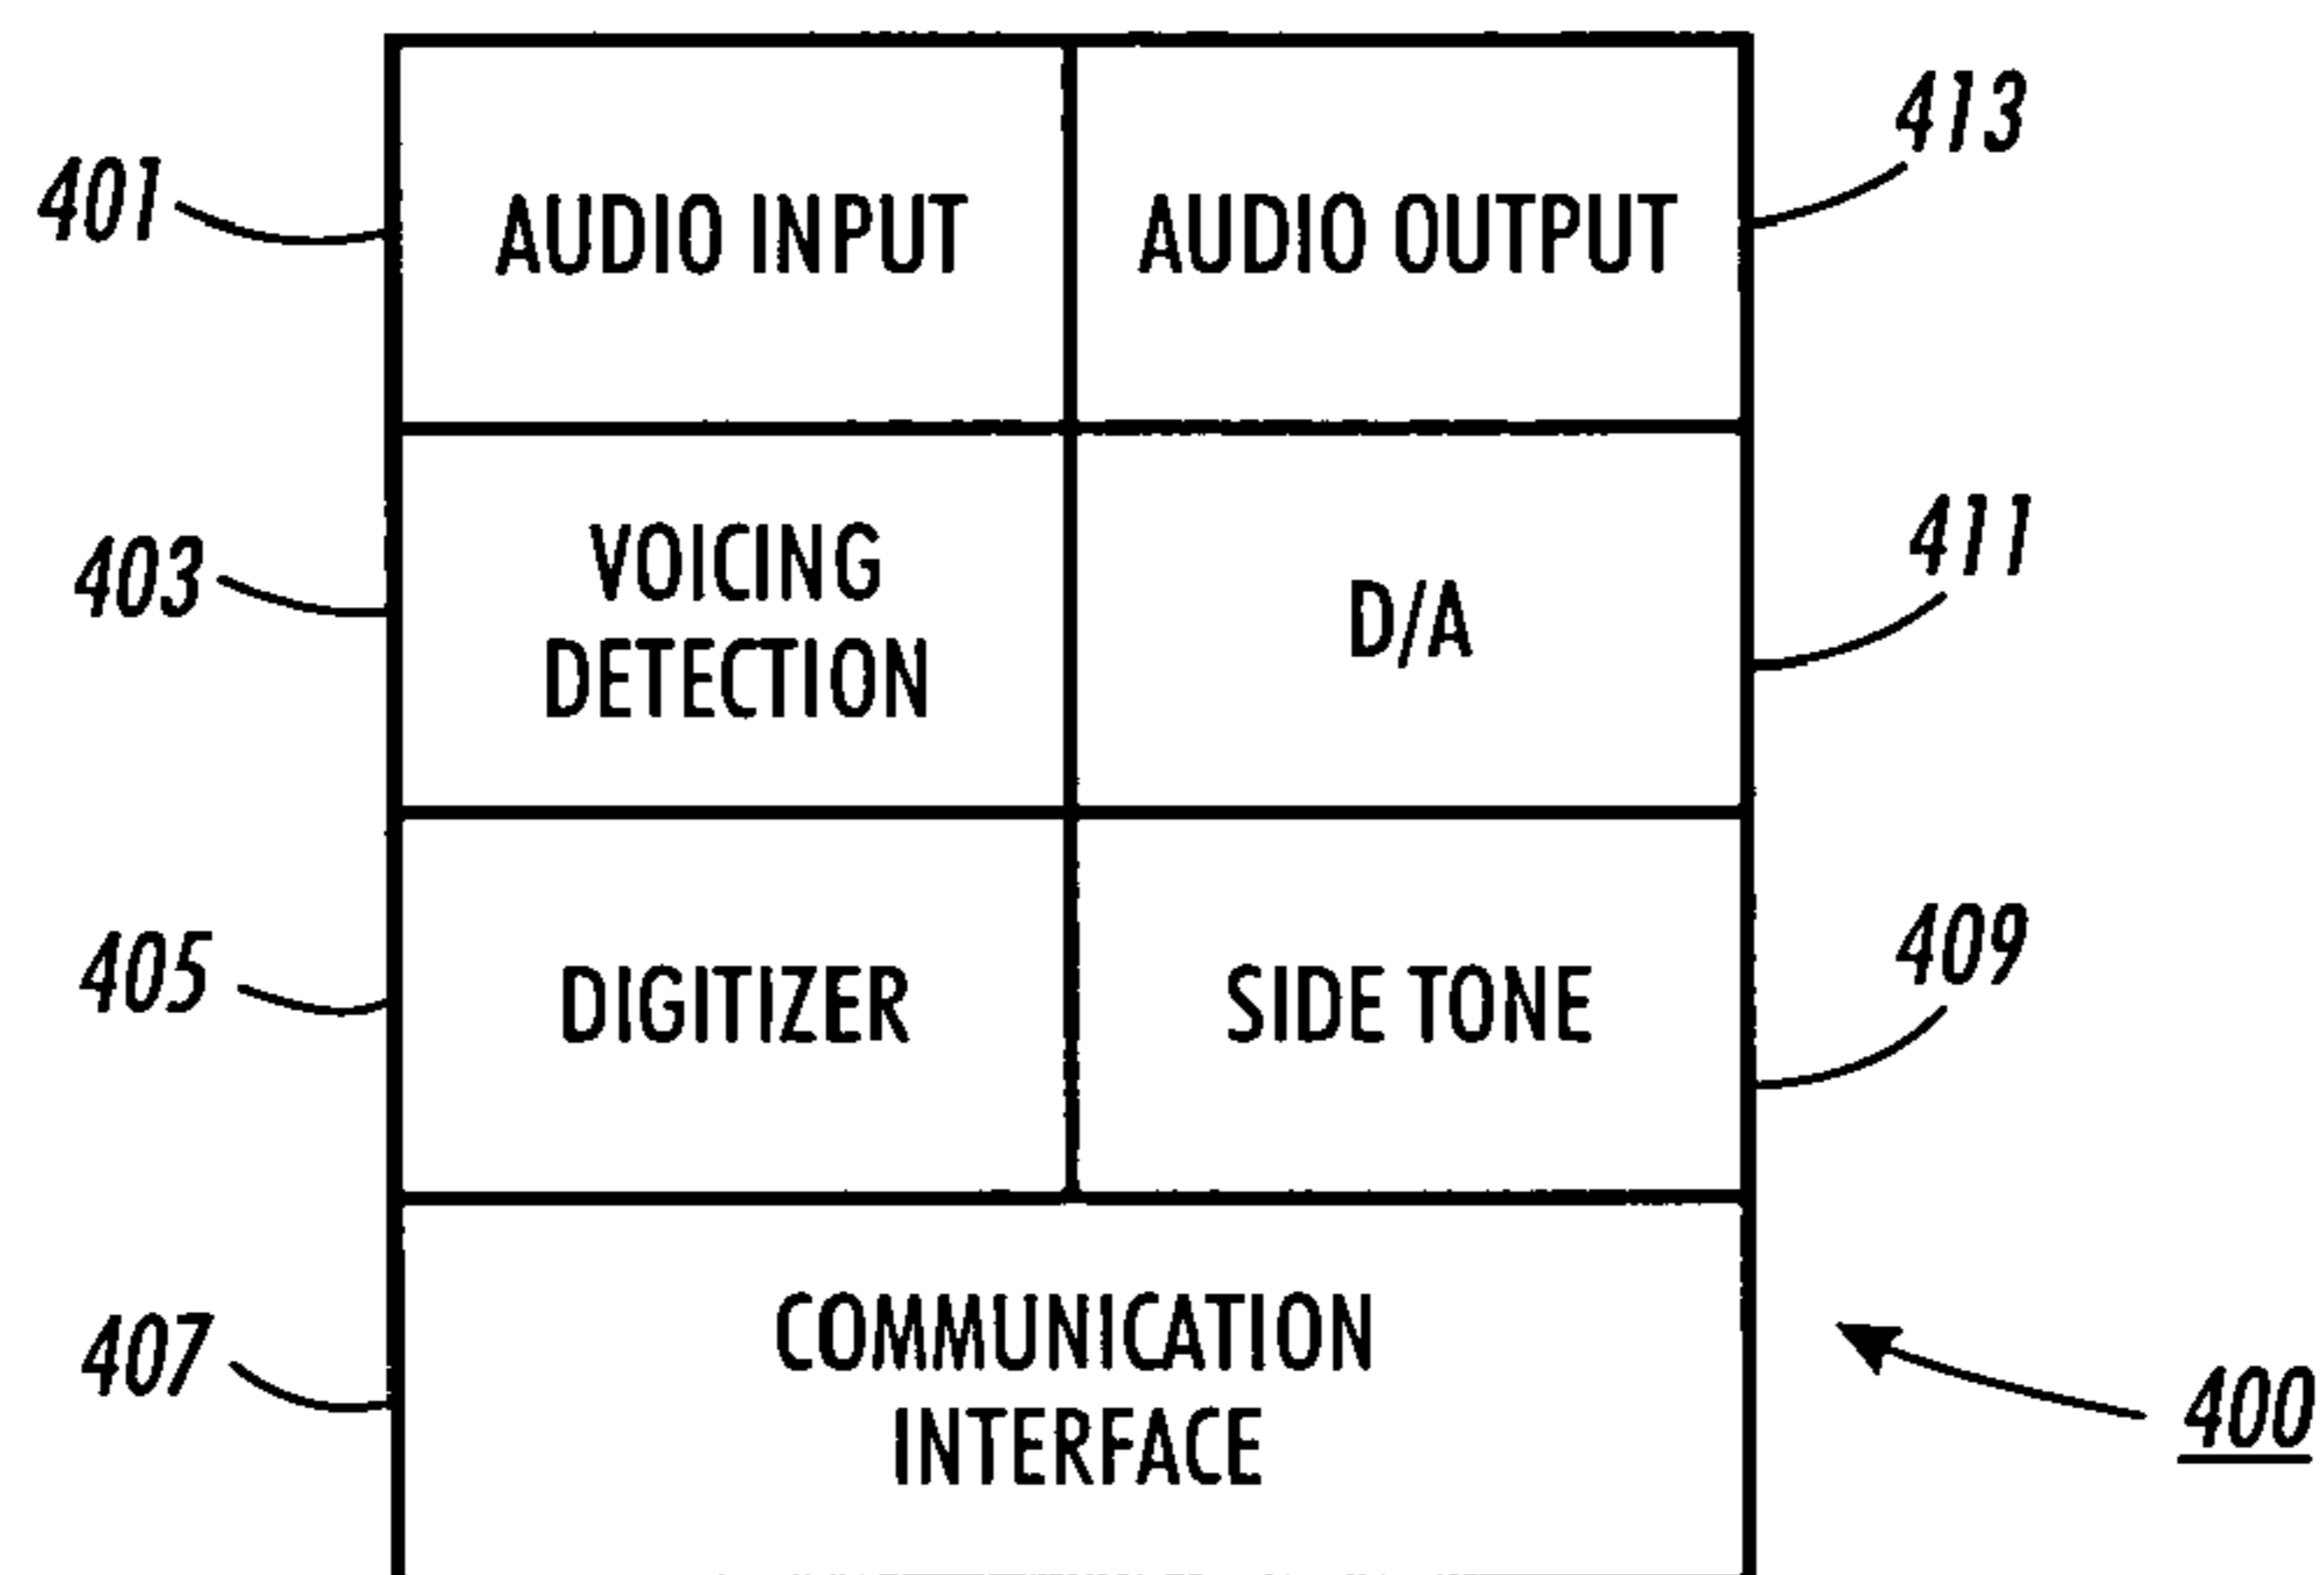 413
401
AUDIO INPUT
AUDIO OUTPUT
411
403
VOICING
DETECTION
D/A
409
405
DIGITIZER
SIDE TONE
407
COMMUNICATION
INTERFACE
400